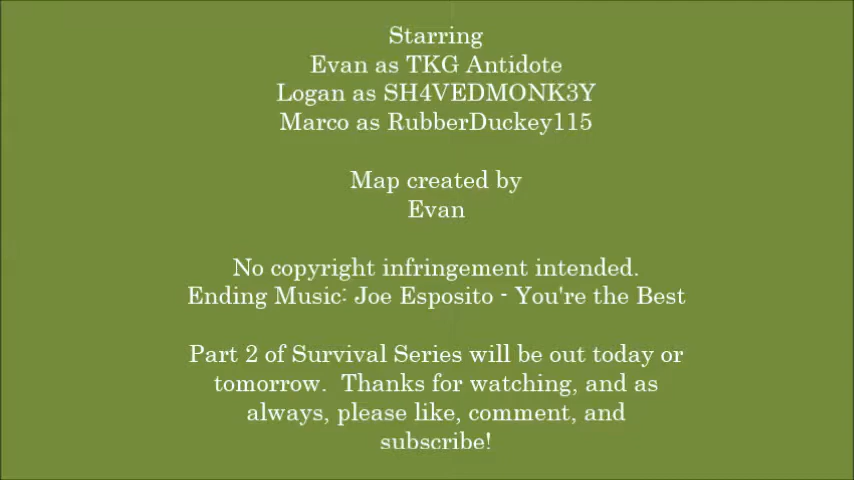 Starring
Evan as TKG Antidote
Logan as SH4VEDMONK3Y
Marco as RubberDuckey115
Map created by
Evan
No copyright infringement intended.
Ending Music: Joe Esposito - You're the Best
Part 2 of Survival Series will be out today or
tomorrow.  Thanks for watching, and as
always, please like, comment, and
subscribe!